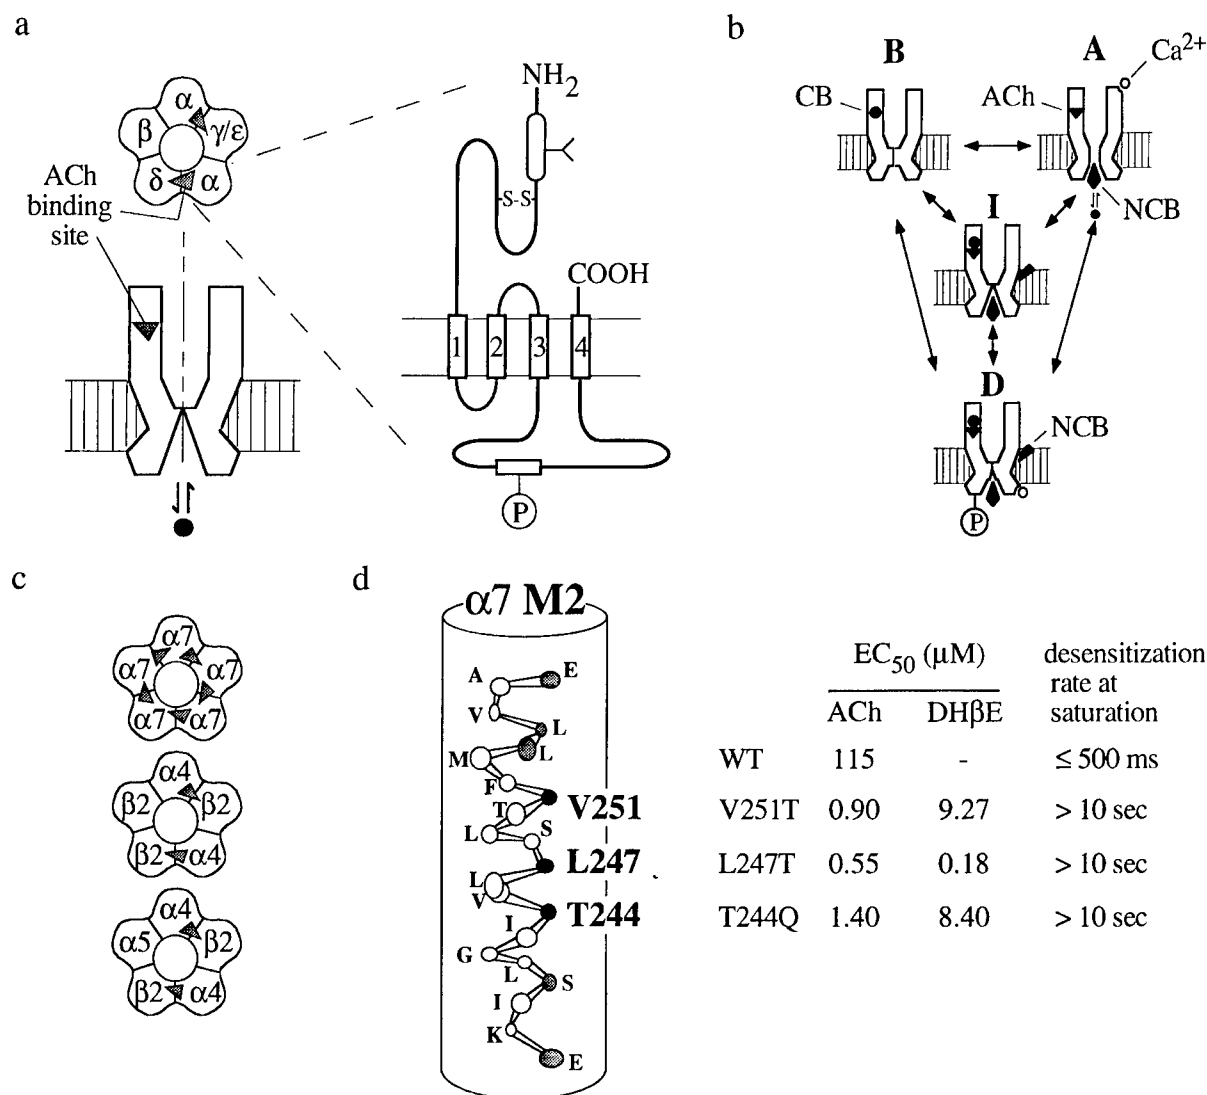 a
α
β
γ/ε
δ
α
ACh
binding
site
NH2
-S-S-
COOH
1 2 3 4
P
b
B
A
Ca2+
CB
ACh
NCB
I
D
NCB
P
c
α7
α7 α7
α7 α7
α4
β2 β2
β2 α4
α4
α5 β2
β2 α4
d
α7 M2
A
E
V
L
L
M
F
V251
T
S
L
L247
L
V
T244
I
G
L
S
I
K
E
EC50 (μM)
desensitization
rate at
saturation
ACh DHβE
WT 115 - ≤ 500 ms
V251T 0.90 9.27 > 10 sec
L247T 0.55 0.18 > 10 sec
T244Q 1.40 8.40 > 10 sec